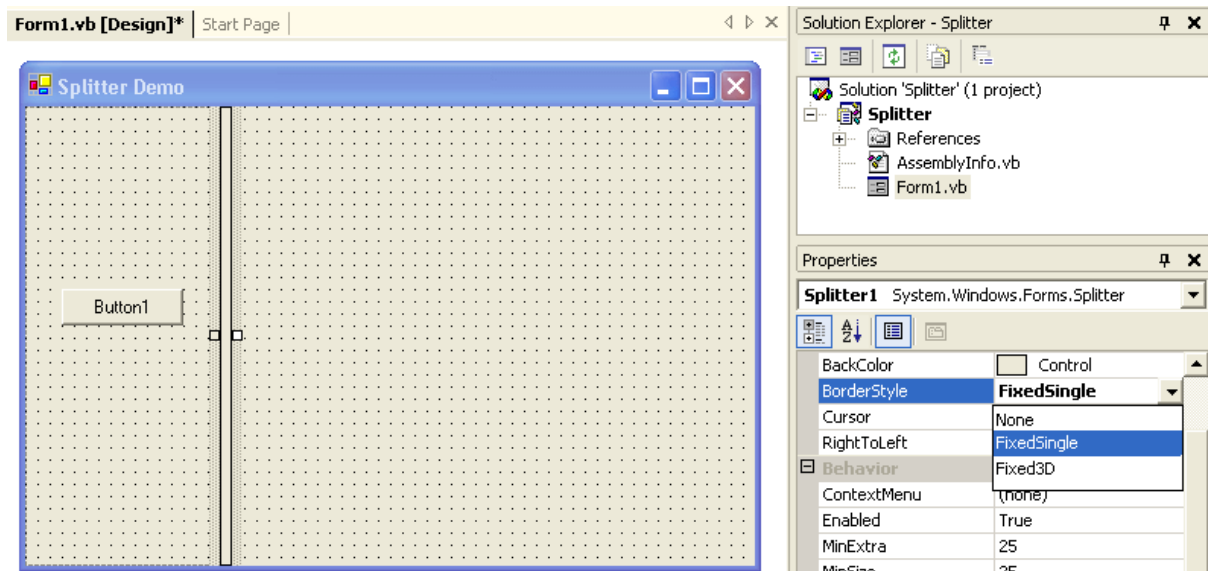 Form1.vb [Design]* Start Page
Splitter Demo
Button1
Solution Explorer - Splitter
Solution 'Splitter' (1 project)
Splitter
References
AssemblyInfo.vb
Form1.vb
Properties
Splitter1 System.Windows.Forms.Splitter
BackColor Control
BorderStyle FixedSingle
Cursor None
RightToLeft FixedSingle
Behavior Fixed3D
ContextMenu (none)
Enabled True
MinExtra 25
MinSize 25